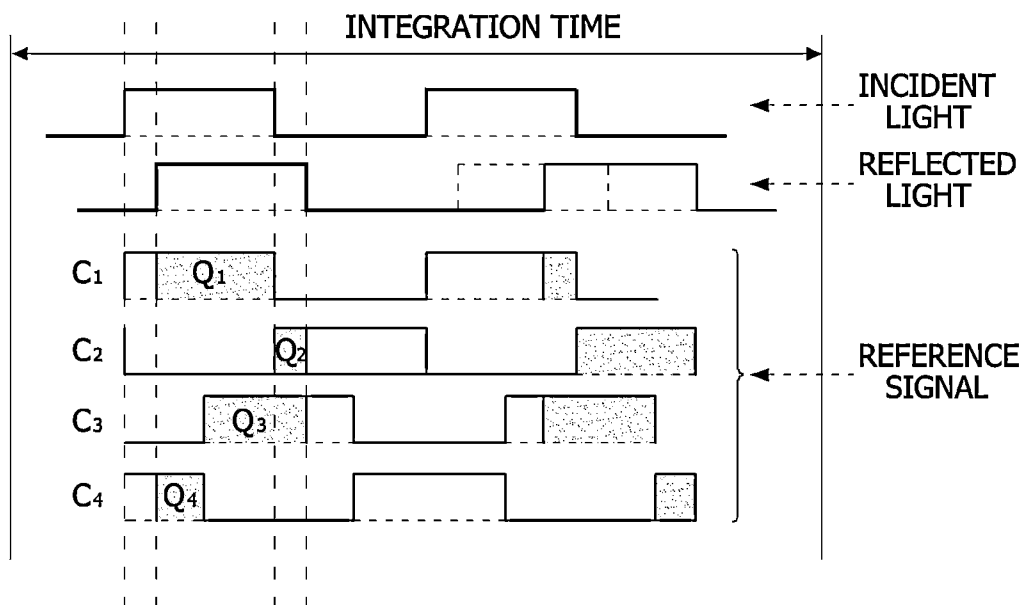 INTEGRATION TIME
INCIDENT
LIGHT
REFLECTED
LIGHT
C1
Q1
C2
Q2
REFERENCE
SIGNAL
C3
Q3
C4
Q4